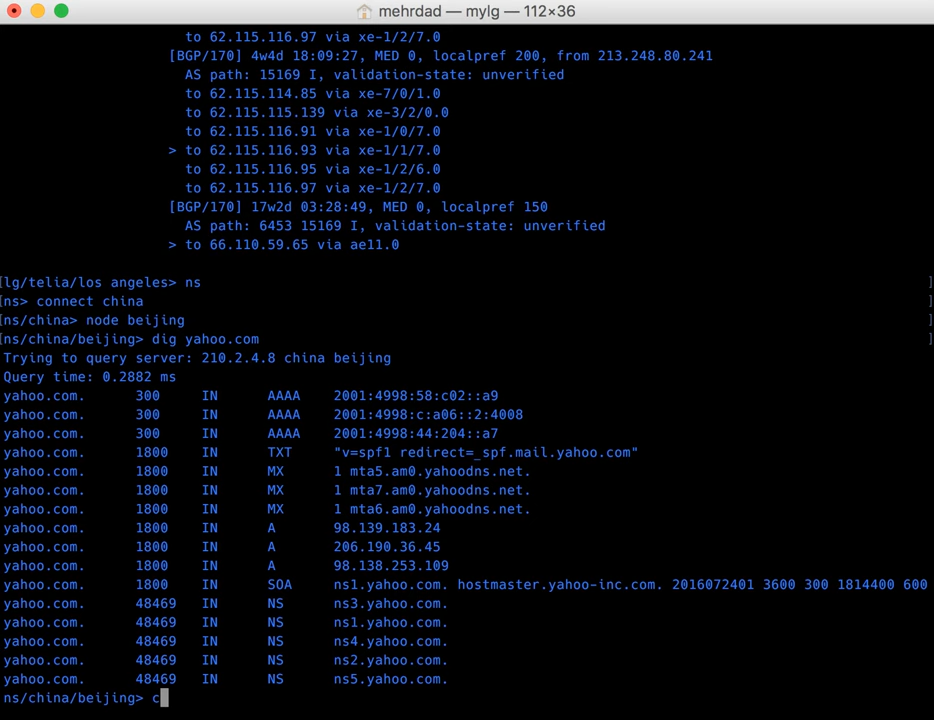 mehrdad — mylg — 112×36
to 62.115.116.97 via xe-1/2/7.0
[BGP/170] 4w4d 18:09:27, MED 0, localpref 200, from 213.248.80.241
AS path: 15169 I, validation-state: unverified
to 62.115.114.85 via xe-7/0/1.0
to 62.115.115.139 via xe-3/2/0.0
to 62.115.116.91 via xe-1/0/7.0
> to 62.115.116.93 via xe-1/1/7.0
to 62.115.116.95 via xe-1/2/6.0
to 62.115.116.97 via xe-1/2/7.0
[BGP/170] 17w2d 03:28:49, MED 0, localpref 150
AS path: 6453 15169 I, validation-state: unverified
> to 66.110.59.65 via ae11.0
[lg/telia/los angeles> ns ]
[ns> connect china ]
[ns/china> node beijing ]
[ns/china/beijing> dig yahoo.com ]
Trying to query server: 210.2.4.8 china beijing
Query time: 0.2882 ms
yahoo.com. 300 IN AAAA 2001:4998:58:c02::a9
yahoo.com. 300 IN AAAA 2001:4998:c:a06::2:4008
yahoo.com. 300 IN AAAA 2001:4998:44:204::a7
yahoo.com. 1800 IN TXT "v=spf1 redirect=_spf.mail.yahoo.com"
yahoo.com. 1800 IN MX 1 mta5.am0.yahoodns.net.
yahoo.com. 1800 IN MX 1 mta7.am0.yahoodns.net.
yahoo.com. 1800 IN MX 1 mta6.am0.yahoodns.net.
yahoo.com. 1800 IN A 98.139.183.24
yahoo.com. 1800 IN A 206.190.36.45
yahoo.com. 1800 IN A 98.138.253.109
yahoo.com. 1800 IN SOA ns1.yahoo.com. hostmaster.yahoo-inc.com. 2016072401 3600 300 1814400 600
yahoo.com. 48469 IN NS ns3.yahoo.com.
yahoo.com. 48469 IN NS ns1.yahoo.com.
yahoo.com. 48469 IN NS ns4.yahoo.com.
yahoo.com. 48469 IN NS ns2.yahoo.com.
yahoo.com. 48469 IN NS ns5.yahoo.com.
ns/china/beijing> c